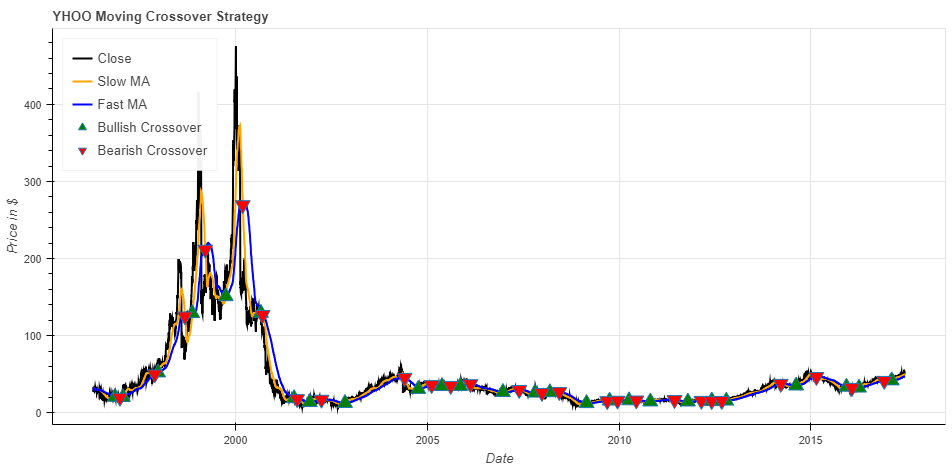 YHOO Moving Crossover Strategy
Close
Slow MA
Fast MA
Bullish Crossover
Bearish Crossover
400
300
200
100
0
Price in $
2000
2005
2010
2015
Date